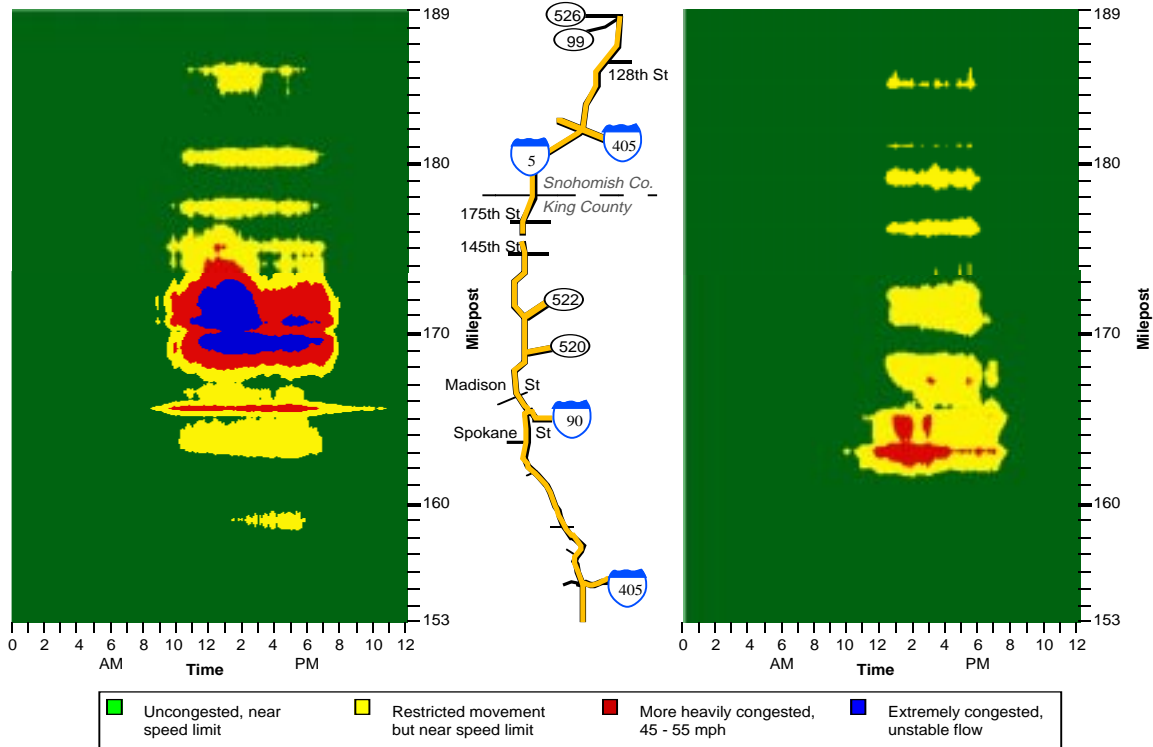 189
180
170
160
153
Milepost
0 2 4 6 8 10 12 2 4 6 8 10 12
AM PM
Time
526
99
128th St
405
5
Snohomish Co.
King County
175th St
145th St
522
520
Madison St
90
Spokane St
405
189
180
170
160
153
Milepost
0 2 4 6 8 10 12 2 4 6 8 10 12
AM PM
Time
Uncongested, near
speed limit
Restricted movement
but near speed limit
More heavily congested,
45 - 55 mph
Extremely congested,
unstable flow